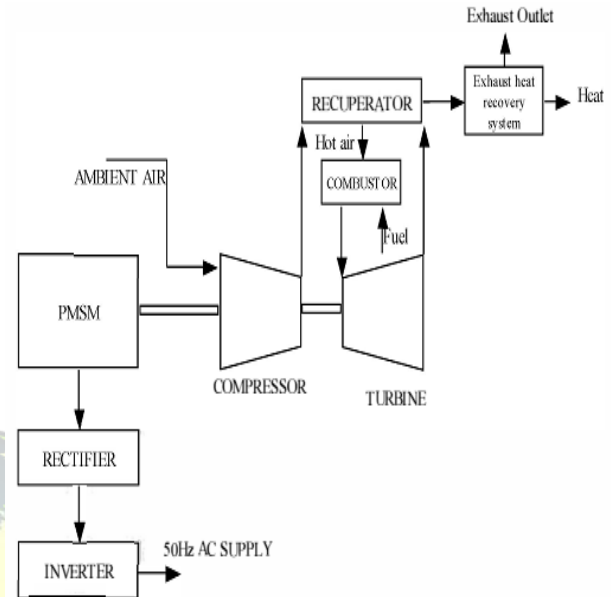 Exhaust Outlet
RECUPERATOR
Exhaust heat
recovery
system
Heat
Hot air
AMBIENT AIR
COMBUSTOR
Fuel
PMSM
COMPRESSOR
TURBINE
RECTIFIER
50Hz AC SUPPLY
INVERTER